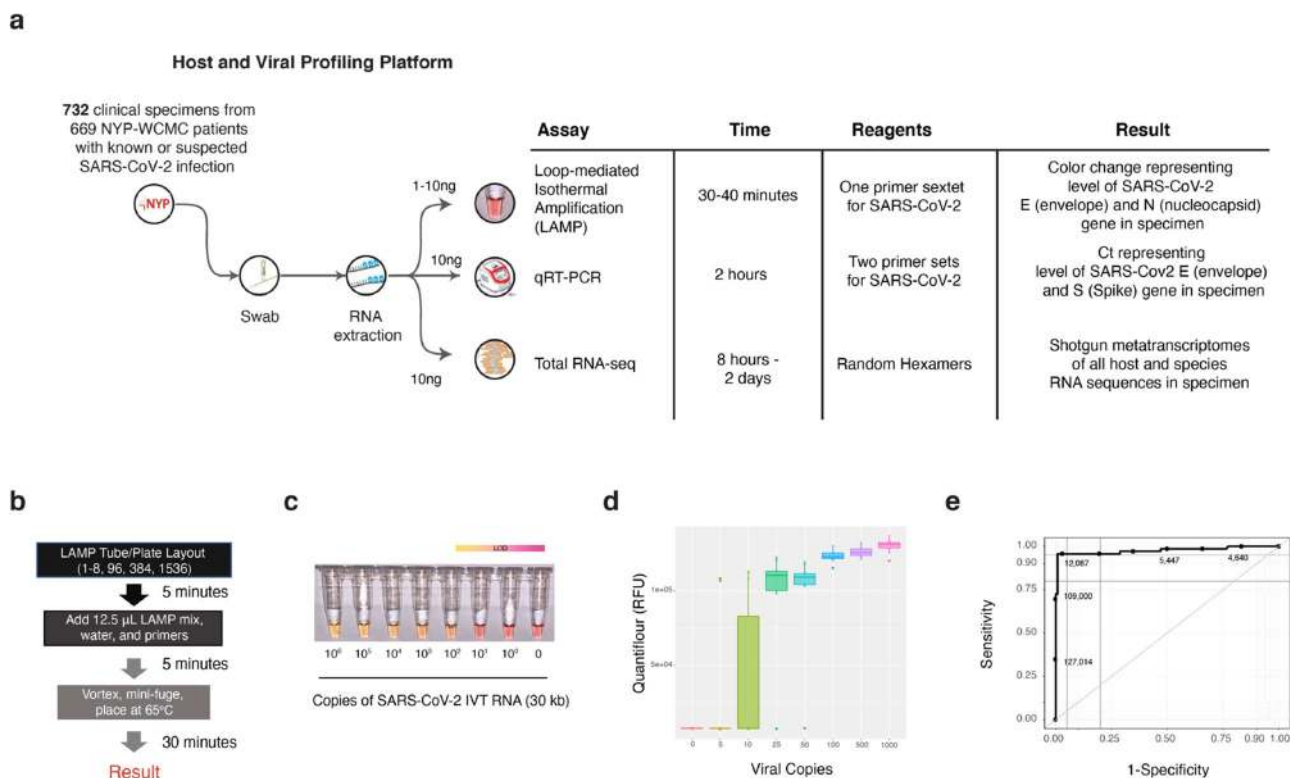 a
Host and Viral Profiling Platform
732 clinical specimens from
669 NYP-WCMC patients
with known or suspected
SARS-CoV-2 infection
NYP
Swab
RNA
extraction
1-10ng
10ng
10ng
Assay Time Reagents Result
Loop-mediated
Isothermal
Amplification
(LAMP)
30-40 minutes
One primer sextet
for SARS-CoV-2
Color change representing
level of SARS-CoV-2
E (envelope) and N (nucleocapsid)
gene in specimen
qRT-PCR
2 hours
Two primer sets
for SARS-CoV-2
Ct representing
level of SARS-Cov2 E (envelope)
and S (Spike) gene in specimen
Total RNA-seq
8 hours -
2 days
Random Hexamers
Shotgun metatranscriptomes
of all host and species
RNA sequences in specimen
b
LAMP Tube/Plate Layout
(1-8, 96, 384, 1536)
5 minutes
Add 12.5 µL LAMP mix,
water, and primers
5 minutes
Vortex, mini-fuge,
place at 65°C
30 minutes
Result
c
LOD
10⁶ 10⁵ 10⁴ 10³ 10² 10¹ 10⁰ 0
Copies of SARS-CoV-2 IVT RNA (30 kb)
d
Quantiflour (RFU)
1e+05
5e+04
0 5 10 25 50 100 500 1000
Viral Copies
e
Sensitivity
1.00
0.90
0.75
0.50
0.25
0.00
12,087
5,447
4,640
109,000
127,014
0.00 0.25 0.50 0.75 0.90 1.00
1-Specificity